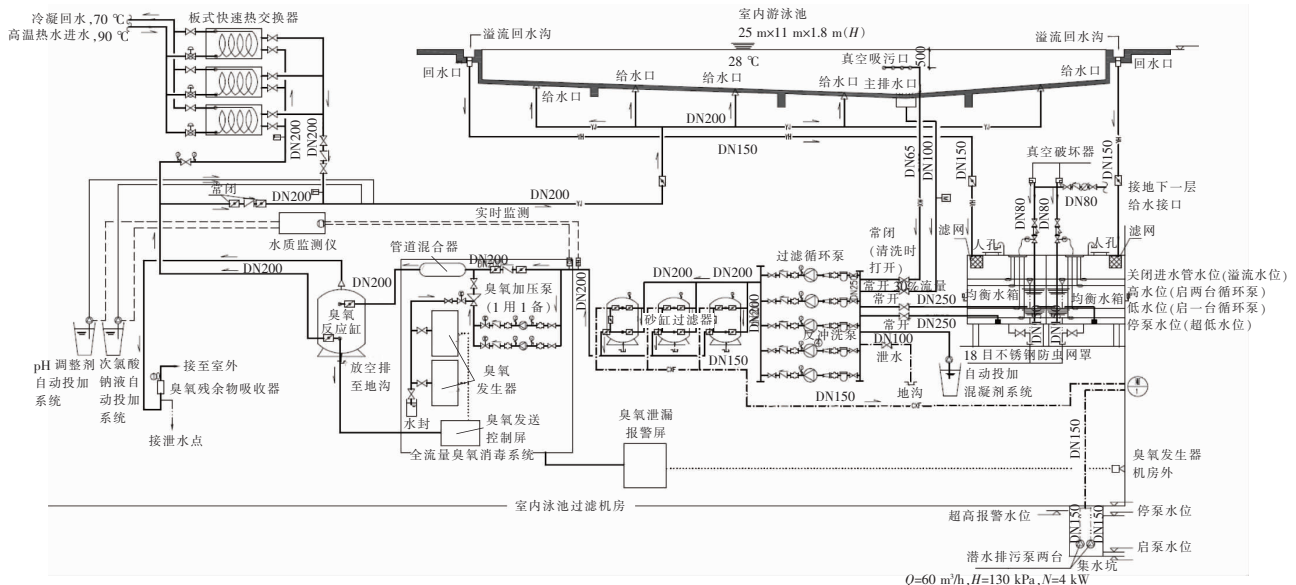 冷凝回水,70 ℃
高温热水进水,90 ℃
板式快速热交换器
DN200
DN200
常闭
DN200
DN200
室内游泳池
25 m×11 m×1.8 m(H)
溢流回水沟
溢流回水沟
28 ℃
真空吸污口
500
回水口
回水口
给水口
给水口
给水口
给水口
给水口
给水口
主排水口
DN200
DN150
DN65
DN100
DN150
DN150
真空破坏器
接地下一层
给水接口
DN80
DN80
DN80
实时监测
水质监测仪
DN200
DN200
管道混合器
DN200
臭氧
反应缸
臭氧加压泵
(1用1备)
放空排
至地沟
臭氧
发生器
水封
臭氧发送
控制屏
全流量臭氧消毒系统
pH 调整剂
自动投加
系统
次氯酸
钠液自
动投加
系统
接至室外
臭氧残余物吸收器
接泄水点
过滤循环泵
常闭
(清洗时
打开)
DN200
DN200
DN200
DN250
砂缸过滤器
DN150
反冲洗泵
常开 30%流量
常开
DN250
常开
DN250
DN100
泄水
地沟
DN150
滤网
人孔
人孔
滤网
均衡水箱
均衡水箱
关闭进水管水位(溢流水位)
高水位(启两台循环泵)
低水位(启一台循环泵)
停泵水位(超低水位)
18 目不锈钢防虫网罩
自动投加
混凝剂系统
臭氧泄漏
报警屏
DN150
臭氧发生器
机房外
室内泳池过滤机房
超高报警水位
停泵水位
DN150
DN150
启泵水位
潜水排污泵两台
集水坑
Q=60 m³/h,H=130 kPa,N=4 kW